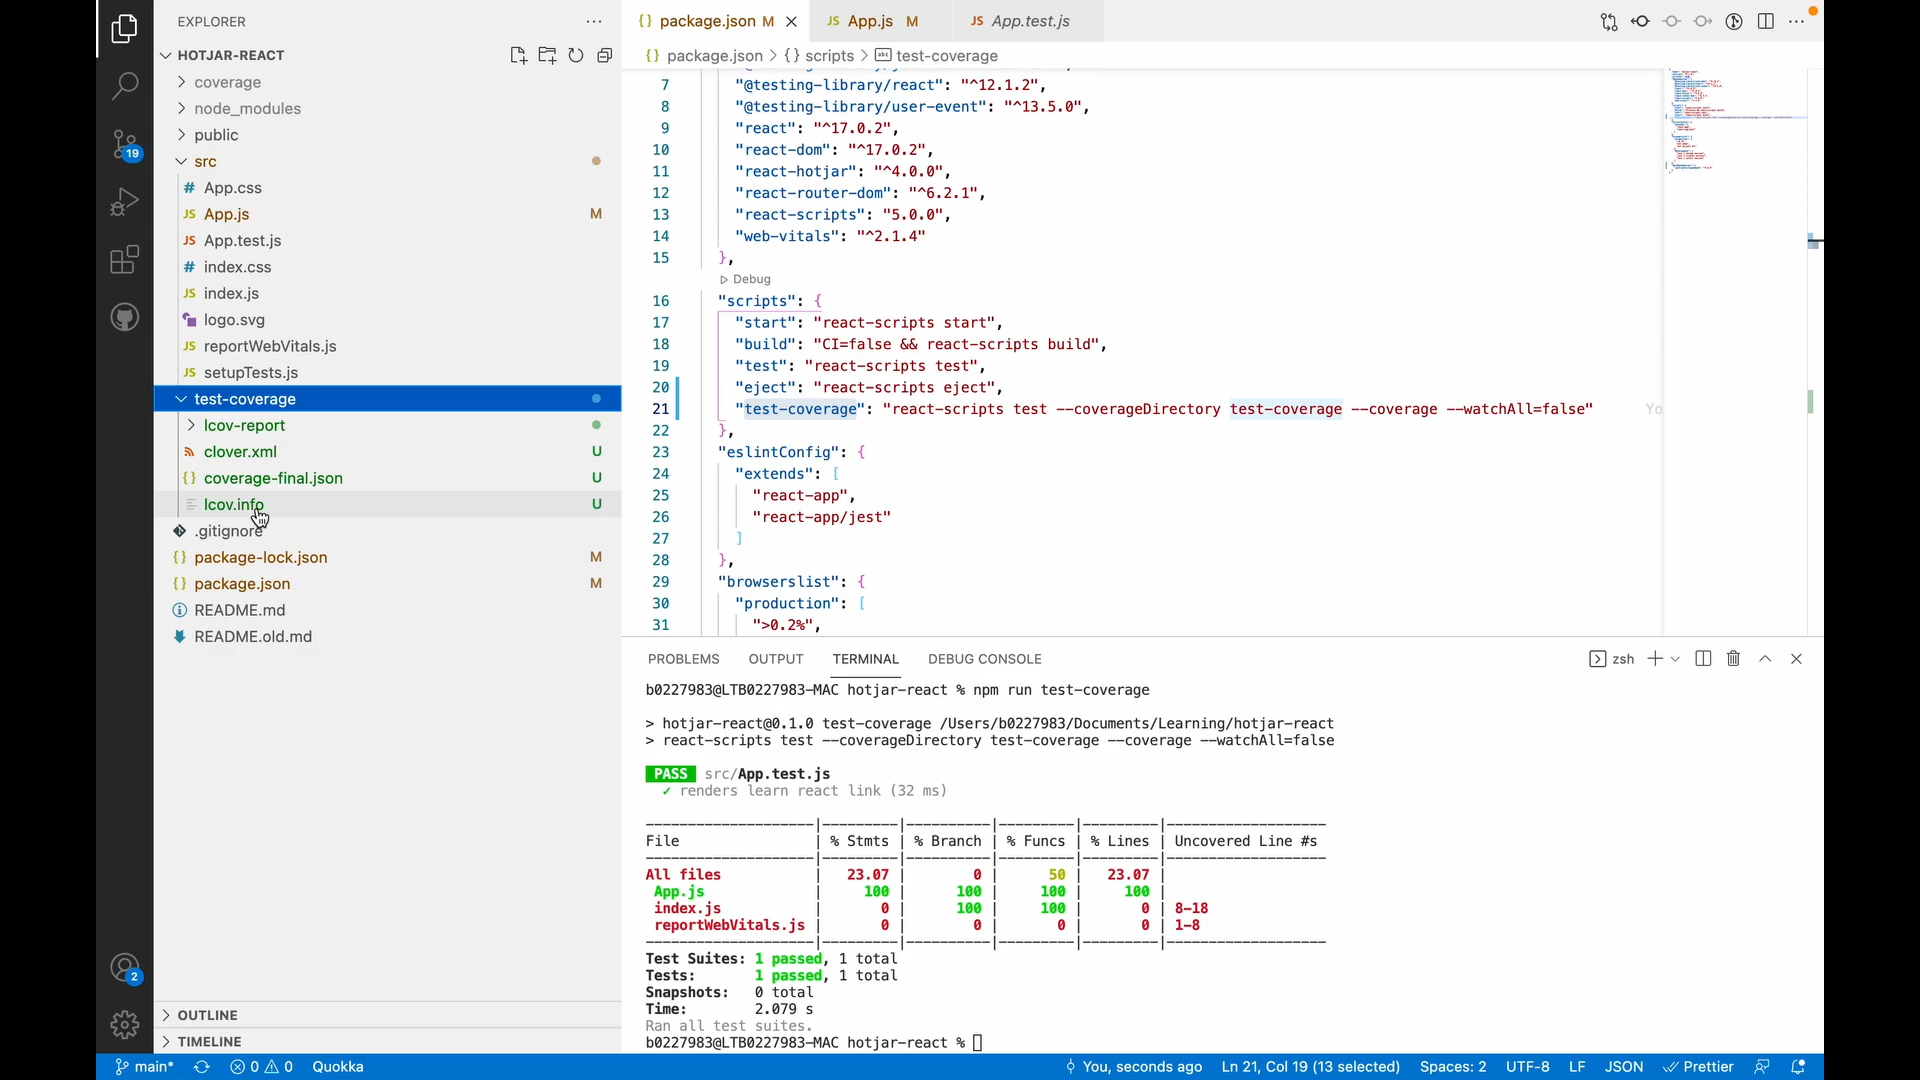 EXPLORER
HOTJAR-REACT
coverage
node_modules
public
src
# App.css
JS App.js M
JS App.test.js
# index.css
JS index.js
logo.svg
JS reportWebVitals.js
JS setupTests.js
test-coverage
lcov-report
clover.xml U
{} coverage-final.json U
lcov.info U
.gitignore
{} package-lock.json M
{} package.json M
README.md
README.old.md
OUTLINE
TIMELINE
19
2
{} package.json M
JS App.js M
JS App.test.js
{} package.json > {} scripts > abc test-coverage
7 "@testing-library/react": "^12.1.2",
8 "@testing-library/user-event": "^13.5.0",
9 "react": "^17.0.2",
10 "react-dom": "^17.0.2",
11 "react-hotjar": "^4.0.0",
12 "react-router-dom": "^6.2.1",
13 "react-scripts": "5.0.0",
14 "web-vitals": "^2.1.4"
15 },
Debug
16 "scripts": {
17 "start": "react-scripts start",
18 "build": "CI=false && react-scripts build",
19 "test": "react-scripts test",
20 "eject": "react-scripts eject",
21 "test-coverage": "react-scripts test --coverageDirectory test-coverage --coverage --watchAll=false" Yo
22 },
23 "eslintConfig": {
24 "extends": [
25 "react-app",
26 "react-app/jest"
27 ]
28 },
29 "browserslist": {
30 "production": [
31 ">0.2%",
PROBLEMS OUTPUT TERMINAL DEBUG CONSOLE
zsh
b0227983@LTB0227983-MAC hotjar-react % npm run test-coverage
> hotjar-react@0.1.0 test-coverage /Users/b0227983/Documents/Learning/hotjar-react
> react-scripts test --coverageDirectory test-coverage --coverage --watchAll=false
PASS src/App.test.js
✓ renders learn react link (32 ms)
--------------------|---------|----------|---------|---------|-------------------
File | % Stmts | % Branch | % Funcs | % Lines | Uncovered Line #s
--------------------|---------|----------|---------|---------|-------------------
All files | 23.07 | 0 | 50 | 23.07 |
App.js | 100 | 100 | 100 | 100 |
index.js | 0 | 100 | 100 | 0 | 8-18
reportWebVitals.js | 0 | 0 | 0 | 0 | 1-8
--------------------|---------|----------|---------|---------|-------------------
Test Suites: 1 passed, 1 total
Tests: 1 passed, 1 total
Snapshots: 0 total
Time: 2.079 s
Ran all test suites.
b0227983@LTB0227983-MAC hotjar-react %
main* 0 0 Quokka You, seconds ago Ln 21, Col 19 (13 selected) Spaces: 2 UTF-8 LF JSON Prettier